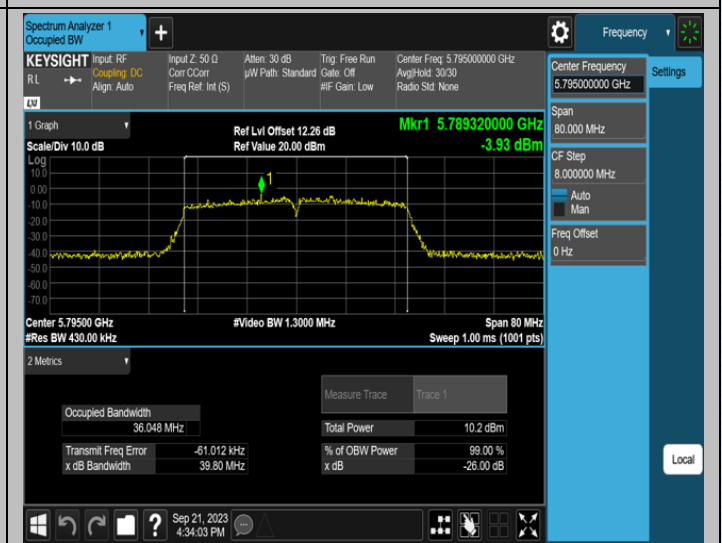 Spectrum Analyzer 1
Occupied BW
Frequency
KEYSIGHT
R L
LXI
Input: RF
Coupling: DC
Align: Auto
Input Z: 50 Ω
Corr CCorr
Freq Ref: Int (S)
Atten: 30 dB
µW Path: Standard
Trig: Free Run
Gate: Off
#IF Gain: Low
Center Freq: 5.795000000 GHz
Avg|Hold: 30/30
Radio Std: None
Center Frequency
5.795000000 GHz
Settings
Span
80.000 MHz
CF Step
8.000000 MHz
Auto
Man
Freq Offset
0 Hz
Local
1 Graph
Scale/Div 10.0 dB
Ref Lvl Offset 12.26 dB
Ref Value 20.00 dBm
Mkr1 5.789320000 GHz
-3.93 dBm
Log
10.0
0.00
-10.0
-20.0
-30.0
-40.0
-50.0
-60.0
-70.0
1
Center 5.79500 GHz
#Res BW 430.00 kHz
#Video BW 1.3000 MHz
Span 80 MHz
Sweep 1.00 ms (1001 pts)
2 Metrics
Measure Trace Trace 1
Occupied Bandwidth
36.048 MHz
Total Power 10.2 dBm
Transmit Freq Error -61.012 kHz
% of OBW Power 99.00 %
x dB Bandwidth 39.80 MHz
x dB -26.00 dB
?
Sep 21, 2023
4:34:03 PM